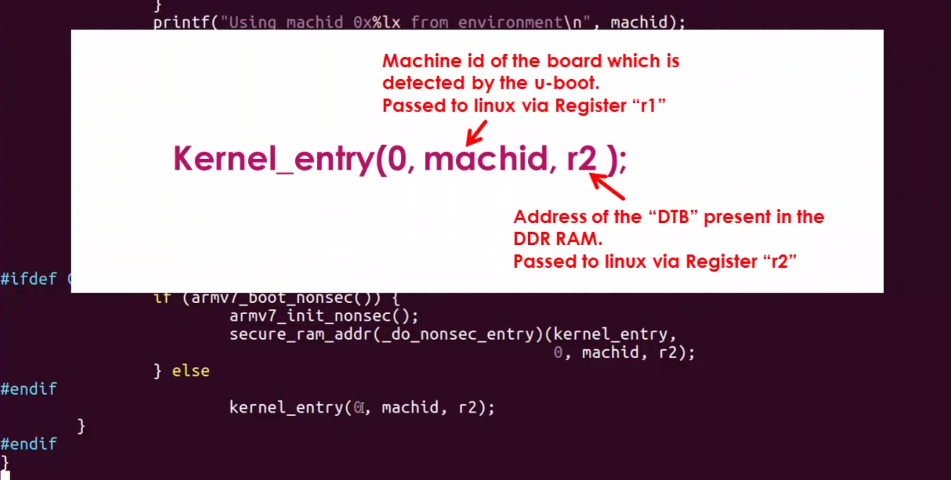 }
printf("Using machid 0x%lx from environment\n", machid);
Machine id of the board which is
detected by the u-boot.
Passed to linux via Register “r1”
Kernel_entry(0, machid, r2 );
Address of the “DTB” present in the
DDR RAM.
Passed to linux via Register “r2”
#ifdef
if (armv7_boot_nonsec()) {
armv7_init_nonsec();
secure_ram_addr(_do_nonsec_entry)(kernel_entry,
0, machid, r2);
} else
#endif
kernel_entry(0, machid, r2);
}
#endif
}